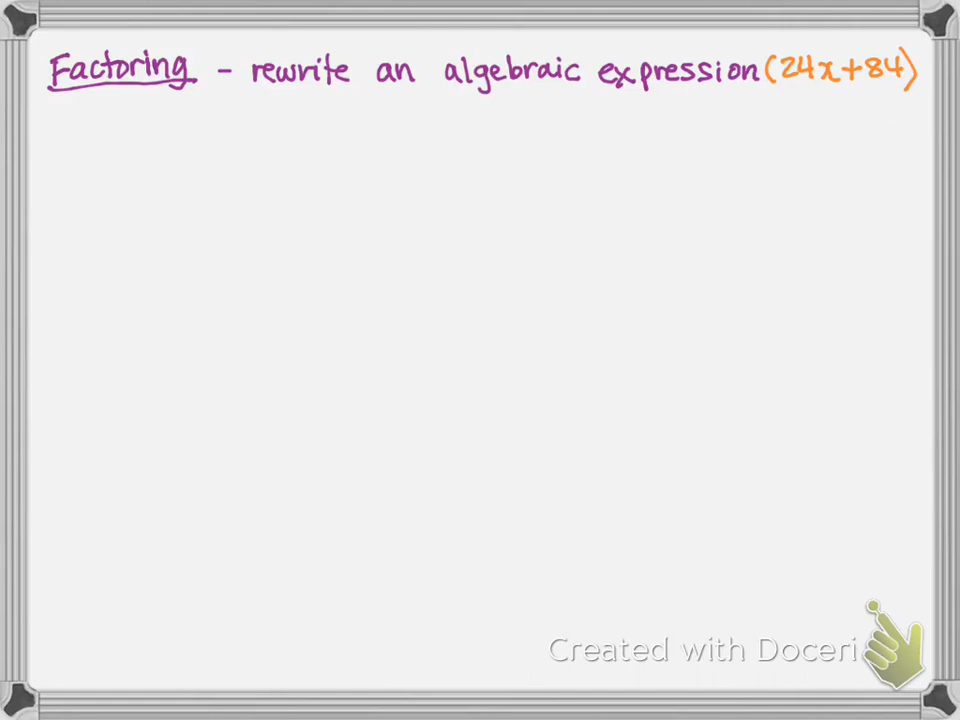 Factoring - rewrite an algebraic expression (24x+84)
Created with Doceri